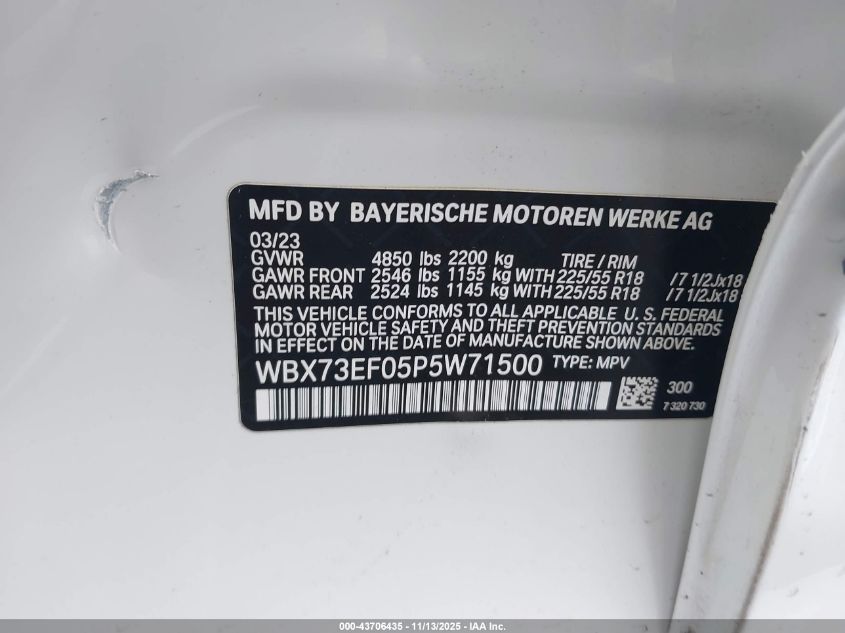 MFD BY BAYERISCHE MOTOREN WERKE AG
03/23
GVWR 4850 lbs 2200 kg TIRE / RIM
GAWR FRONT 2546 lbs 1155 kg WITH 225/55 R18 /7 1/2Jx18
GAWR REAR 2524 lbs 1145 kg WITH 225/55 R18 /7 1/2Jx18
THIS VEHICLE CONFORMS TO ALL APPLICABLE U. S. FEDERAL
MOTOR VEHICLE SAFETY AND THEFT PREVENTION STANDARDS
IN EFFECT ON THE DATE OF MANUFACTURE SHOWN ABOVE.
WBX73EF05P5W71500 TYPE: MPV
300
7 320 730
000-43706435 - 11/13/2025 - IAA Inc.